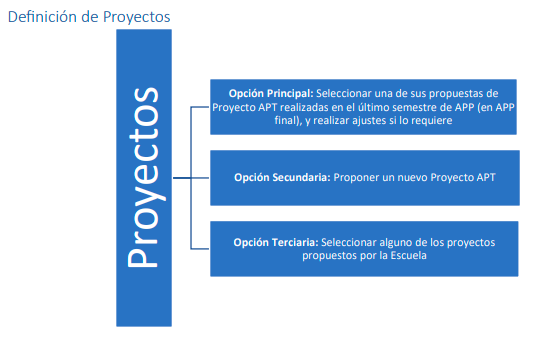 Definición de Proyectos
Proyectos
Opción Principal: Seleccionar una de sus propuestas de
Proyecto APT realizadas en el último semestre de APP (en APP
final), y realizar ajustes si lo requiere
Opción Secundaria: Proponer un nuevo Proyecto APT
Opción Terciaria: Seleccionar alguno de los proyectos
propuestos por la Escuela